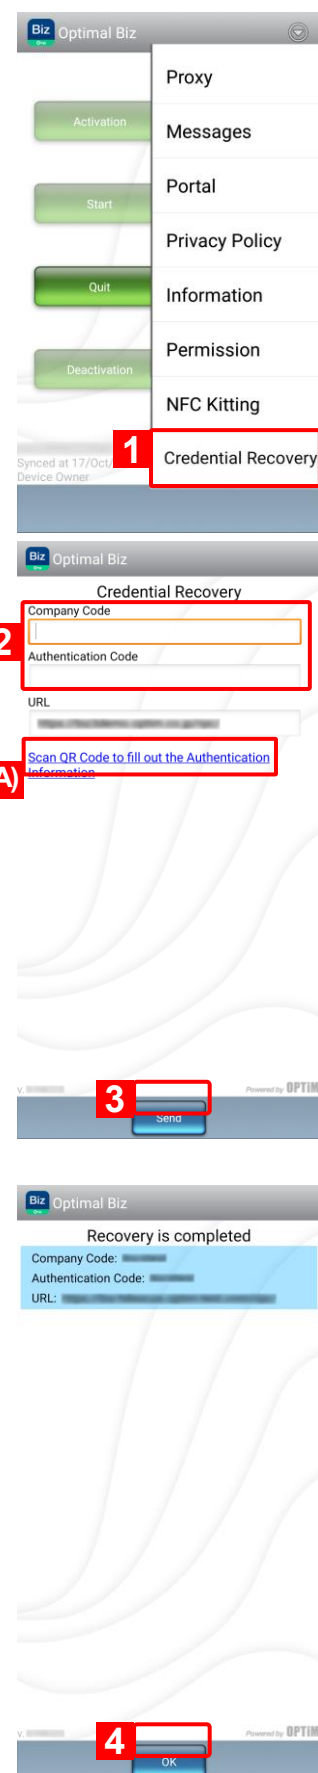 Biz Optimal Biz
Proxy
Activation
Messages
Portal
Start
Privacy Policy
Quit
Information
Permission
Deactivation
NFC Kitting
1
Credential Recovery
Synced at 17/Oct/
Device Owner
Biz Optimal Biz
Credential Recovery
Company Code
2
Authentication Code
URL
Scan QR Code to fill out the Authentication
Information
A)
v.
Powered by OPTiM
3
Send
Biz Optimal Biz
Recovery is completed
Company Code:
Authentication Code:
URL:
v.
Powered by OPTiM
4
OK